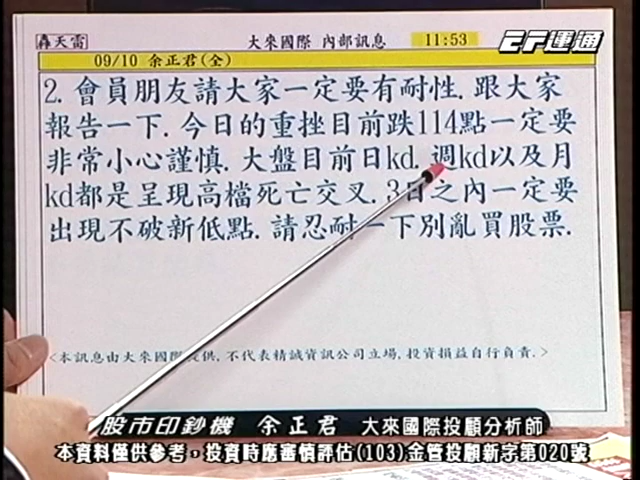 轟天雷
大來國際 內部訊息
11:53
EF運通
09/10 余正君(全)
2. 會員朋友請大家一定要有耐性. 跟大家
報告一下. 今日的重挫目前跌114點一定要
非常小心謹慎. 大盤目前日kd. 週kd以及月
kd都是呈現高檔死亡交叉. 3日之內一定要
出現不破新低點. 請忍耐一下別亂買股票.
<本訊息由大來國際提供, 不代表精誠資訊公司立場, 投資損益自行負責. >
股市印鈔機 余正君 大來國際投顧分析師
本資料僅供參考，投資時應審慎評估(103)金管投顧新字第020號